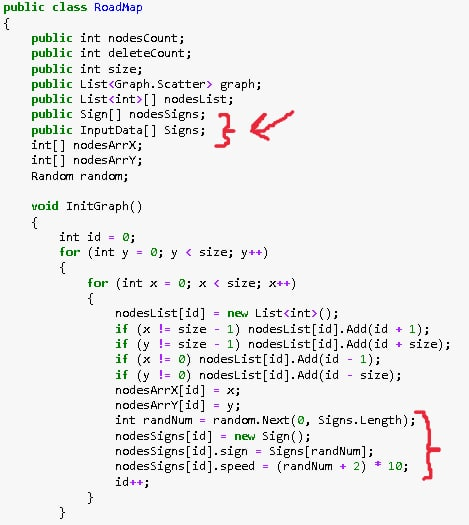 public class RoadMap
{
public int nodesCount;
public int deleteCount;
public int size;
public List<Graph.Scatter> graph;
public List<int>[] nodesList;
public Sign[] nodesSigns;
public InputData[] Signs;
int[] nodesArrX;
int[] nodesArrY;
Random random;
void InitGraph()
{
int id = 0;
for (int y = 0; y < size; y++)
{
for (int x = 0; x < size; x++)
{
nodesList[id] = new List<int>();
if (x != size - 1) nodesList[id].Add(id + 1);
if (y != size - 1) nodesList[id].Add(id + size);
if (x != 0) nodesList[id].Add(id - 1);
if (y != 0) nodesList[id].Add(id - size);
nodesArrX[id] = x;
nodesArrY[id] = y;
int randNum = random.Next(0, Signs.Length);
nodesSigns[id] = new Sign();
nodesSigns[id].sign = Signs[randNum];
nodesSigns[id].speed = (randNum + 2) * 10;
id++;
}
}